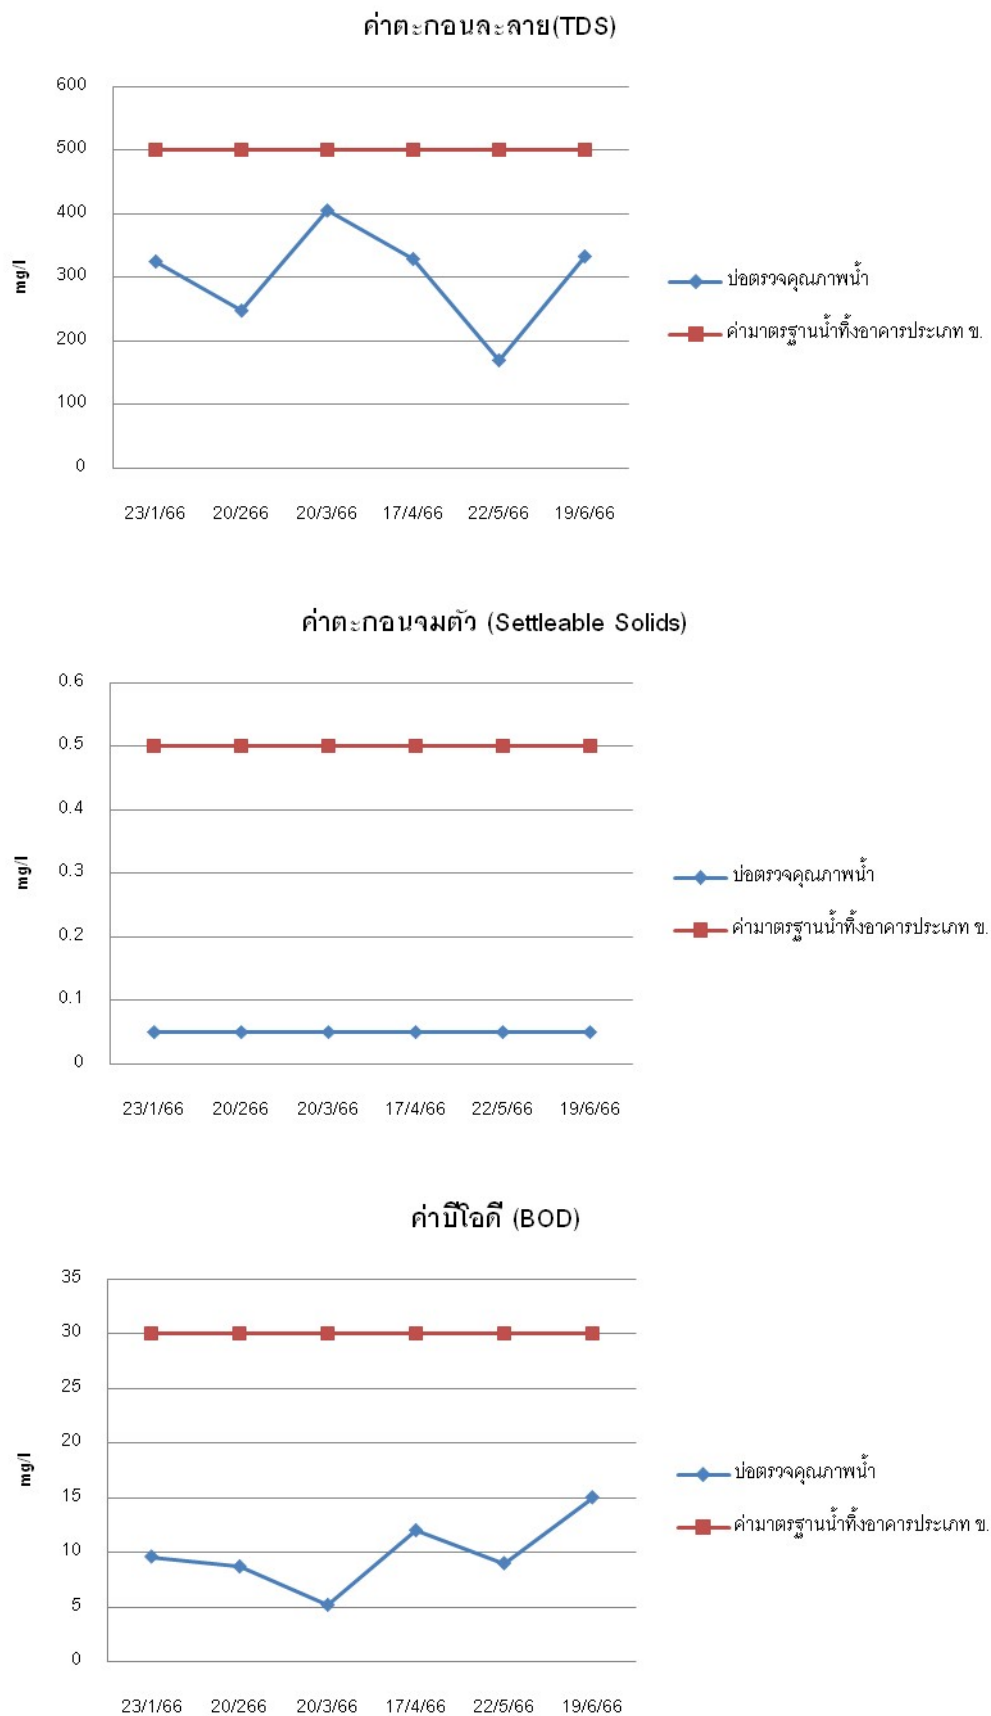 ค่าตะกอนละลาย(TDS)
600
500
400
300
200
100
0
mg/l
23/1/66 20/266 20/3/66 17/4/66 22/5/66 19/6/66
บ่อตรวจคุณภาพน้ำ
ค่ามาตรฐานน้ำทิ้งอาคารประเภท ข.
ค่าตะกอนจมตัว (Settleable Solids)
0.6
0.5
0.4
0.3
0.2
0.1
0
mg/l
23/1/66 20/266 20/3/66 17/4/66 22/5/66 19/6/66
บ่อตรวจคุณภาพน้ำ
ค่ามาตรฐานน้ำทิ้งอาคารประเภท ข.
ค่าบีโอดี (BOD)
35
30
25
20
15
10
5
0
mg/l
23/1/66 20/266 20/3/66 17/4/66 22/5/66 19/6/66
บ่อตรวจคุณภาพน้ำ
ค่ามาตรฐานน้ำทิ้งอาคารประเภท ข.